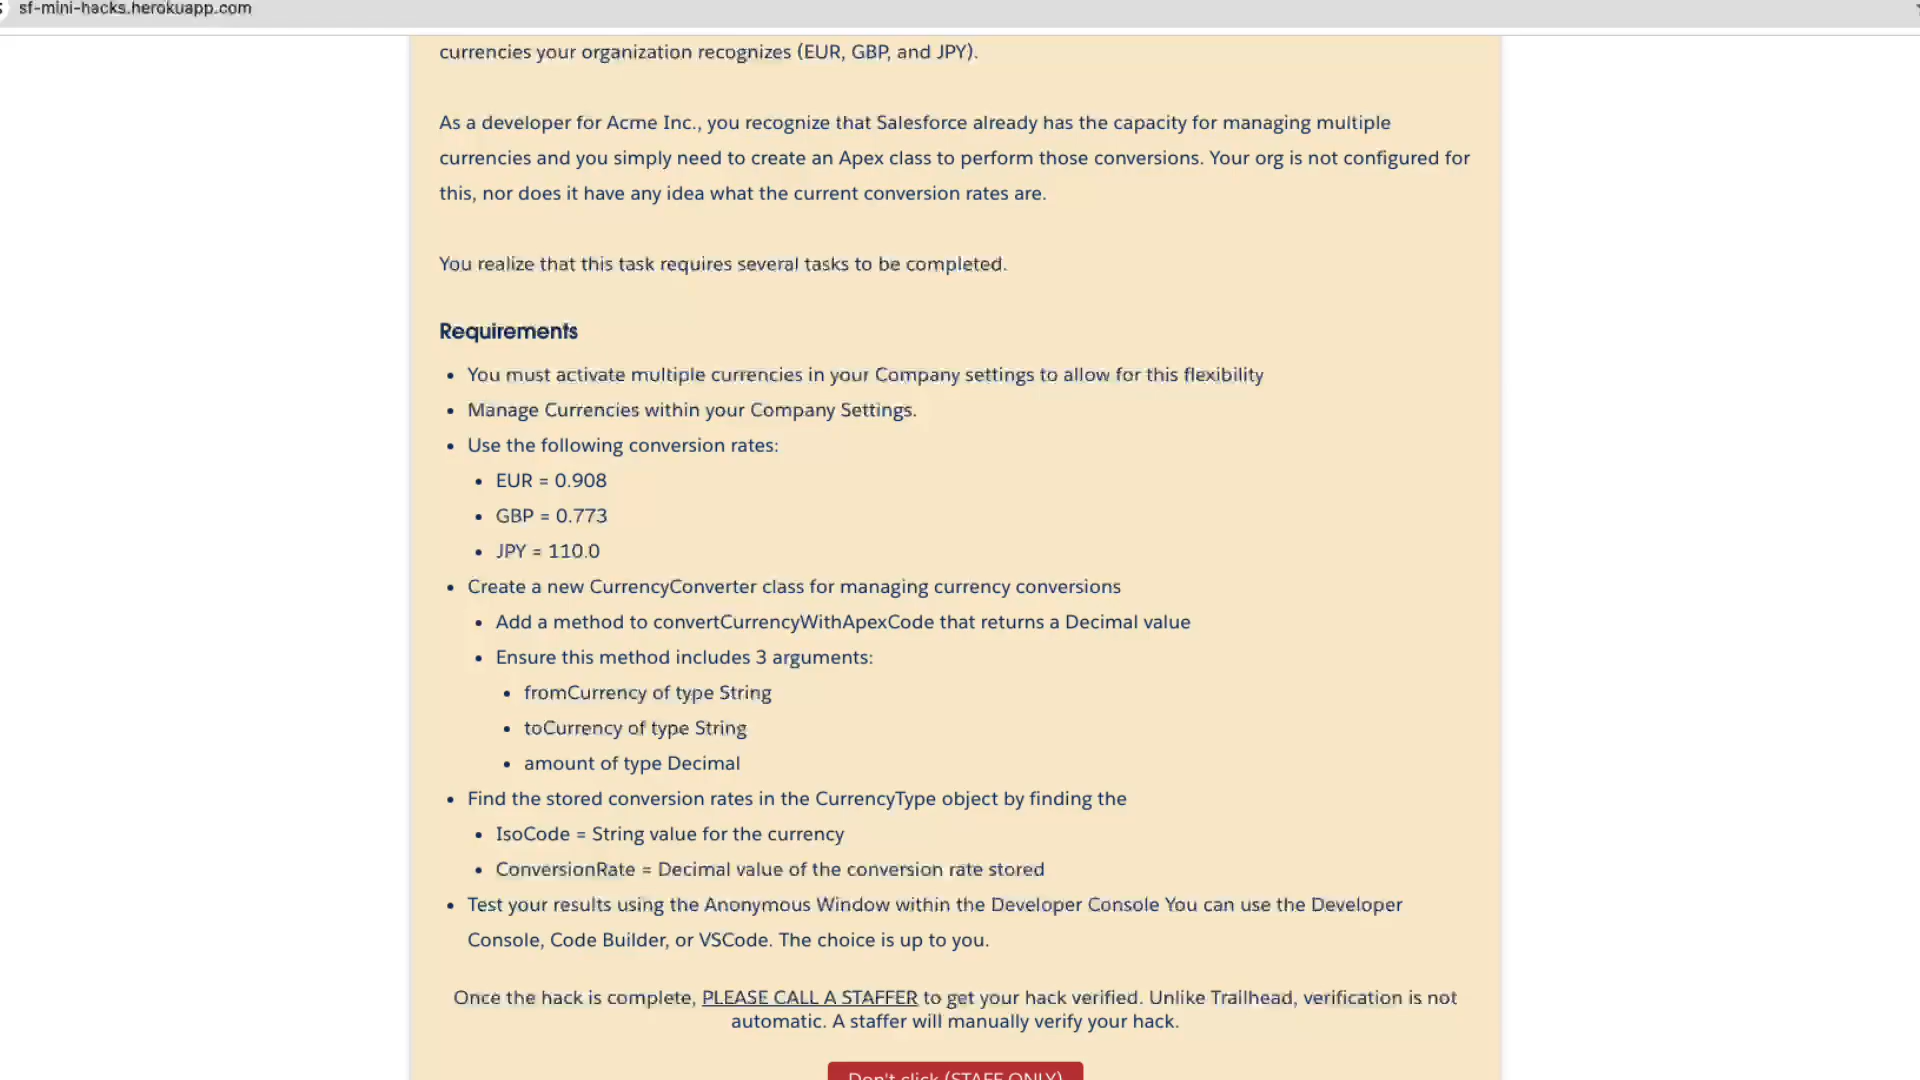 sf-mini-hacks.herokuapp.com
currencies your organization recognizes (EUR, GBP, and JPY).
As a developer for Acme Inc., you recognize that Salesforce already has the capacity for managing multiple
currencies and you simply need to create an Apex class to perform those conversions. Your org is not configured for
this, nor does it have any idea what the current conversion rates are.
You realize that this task requires several tasks to be completed.
Requirements
• You must activate multiple currencies in your Company settings to allow for this flexibility
• Manage Currencies within your Company Settings.
• Use the following conversion rates:
• EUR = 0.908
• GBP = 0.773
• JPY = 110.0
• Create a new CurrencyConverter class for managing currency conversions
• Add a method to convertCurrencyWithApexCode that returns a Decimal value
• Ensure this method includes 3 arguments:
• fromCurrency of type String
• toCurrency of type String
• amount of type Decimal
• Find the stored conversion rates in the CurrencyType object by finding the
• IsoCode = String value for the currency
• ConversionRate = Decimal value of the conversion rate stored
• Test your results using the Anonymous Window within the Developer Console You can use the Developer
Console, Code Builder, or VSCode. The choice is up to you.
Once the hack is complete, PLEASE CALL A STAFFER to get your hack verified. Unlike Trailhead, verification is not
automatic. A staffer will manually verify your hack.
Don't click (STAFF ONLY)